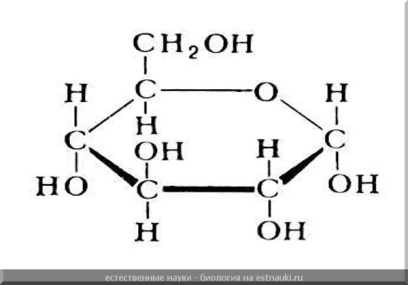 CH2OH
H C O H
H
C OH H C
HO C C OH
H OH
естественные науки - биология на estnauki.ru